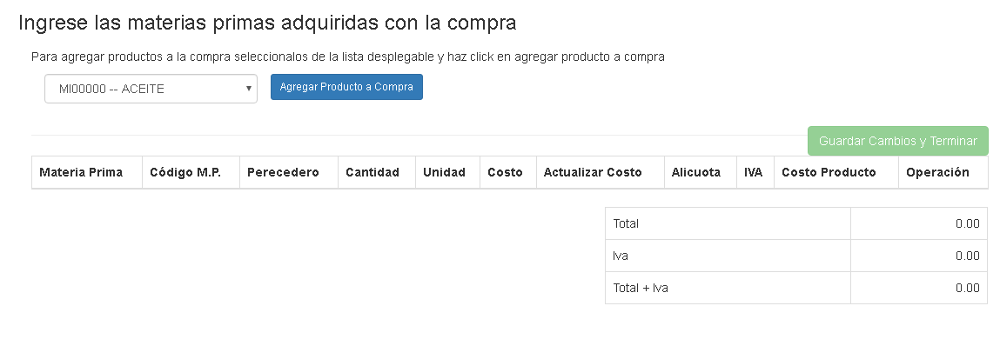 Ingrese las materias primas adquiridas con la compra
Para agregar productos a la compra seleccionalos de la lista desplegable y haz click en agregar producto a compra
MI00000 -- ACEITE Agregar Producto a Compra
Guardar Cambios y Terminar
Materia Prima Código M.P. Perecedero Cantidad Unidad Costo Actualizar Costo Alicuota IVA Costo Producto Operación
Total 0.00
Iva 0.00
Total + Iva 0.00